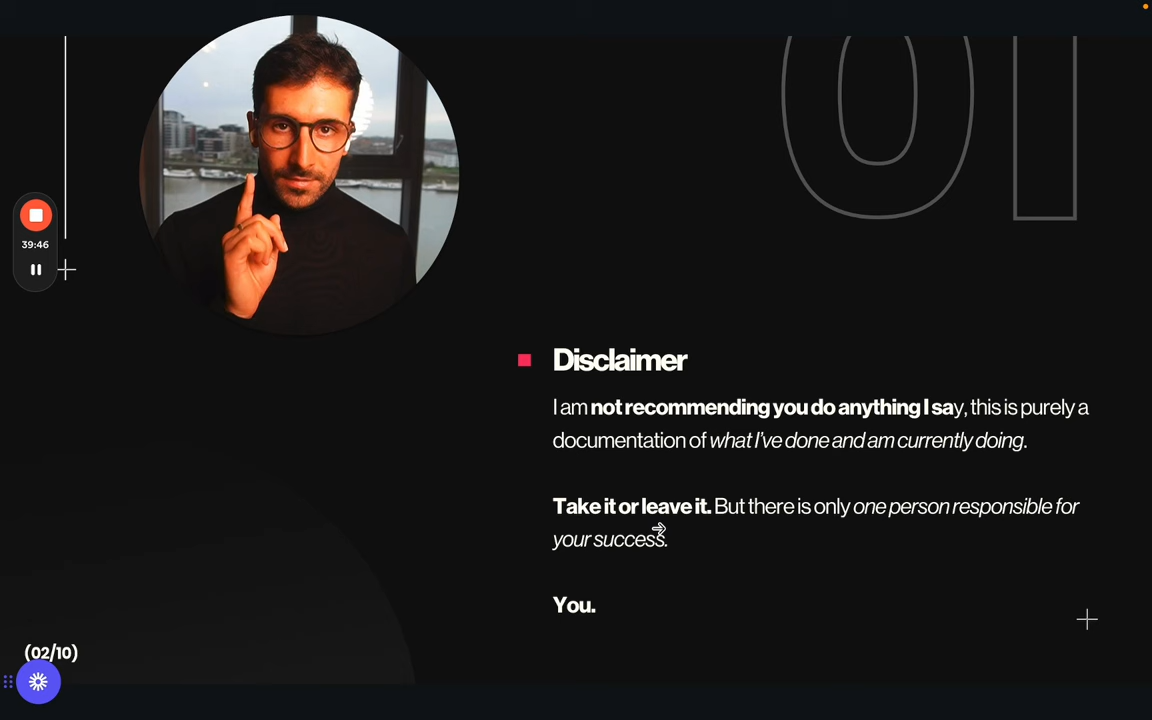 01
39:46
Disclaimer
I am not recommending you do anything I say, this is purely a
documentation of what I've done and am currently doing.
Take it or leave it. But there is only one person responsible for
your success.
You.
(02/10)